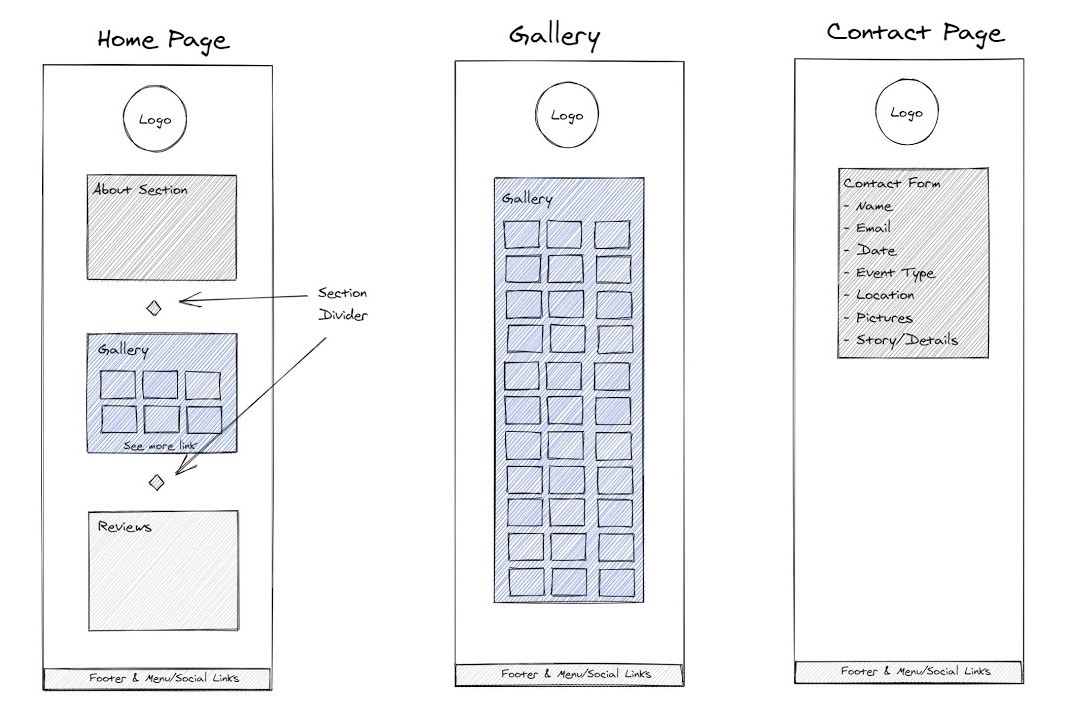 Home Page
Logo
About Section
Section
Divider
Gallery
See more link
Reviews
Footer & Menu/Social Links
Gallery
Logo
Gallery
Footer & Menu/Social Links
Contact Page
Logo
Contact Form
- Name
- Email
- Date
- Event Type
- Location
- Pictures
- Story/Details
Footer & Menu/Social Links